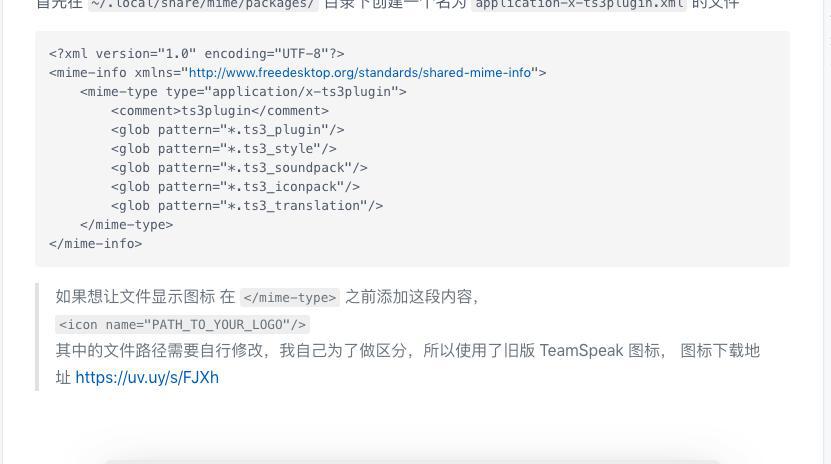 首先在 ~/.local/share/mime/packages/ 目录下创建一个名为 application-x-ts3plugin.xml 的文件
<?xml version="1.0" encoding="UTF-8"?>
<mime-info xmlns="http://www.freedesktop.org/standards/shared-mime-info">
    <mime-type type="application/x-ts3plugin">
        <comment>ts3plugin</comment>
        <glob pattern="*.ts3_plugin"/>
        <glob pattern="*.ts3_style"/>
        <glob pattern="*.ts3_soundpack"/>
        <glob pattern="*.ts3_iconpack"/>
        <glob pattern="*.ts3_translation"/>
    </mime-type>
</mime-info>
如果想让文件显示图标 在 </mime-type> 之前添加这段内容，
<icon name="PATH_TO_YOUR_LOGO"/>
其中的文件路径需要自行修改，我自己为了做区分，所以使用了旧版 TeamSpeak 图标， 图标下载地
址 https://uv.uy/s/FJXh